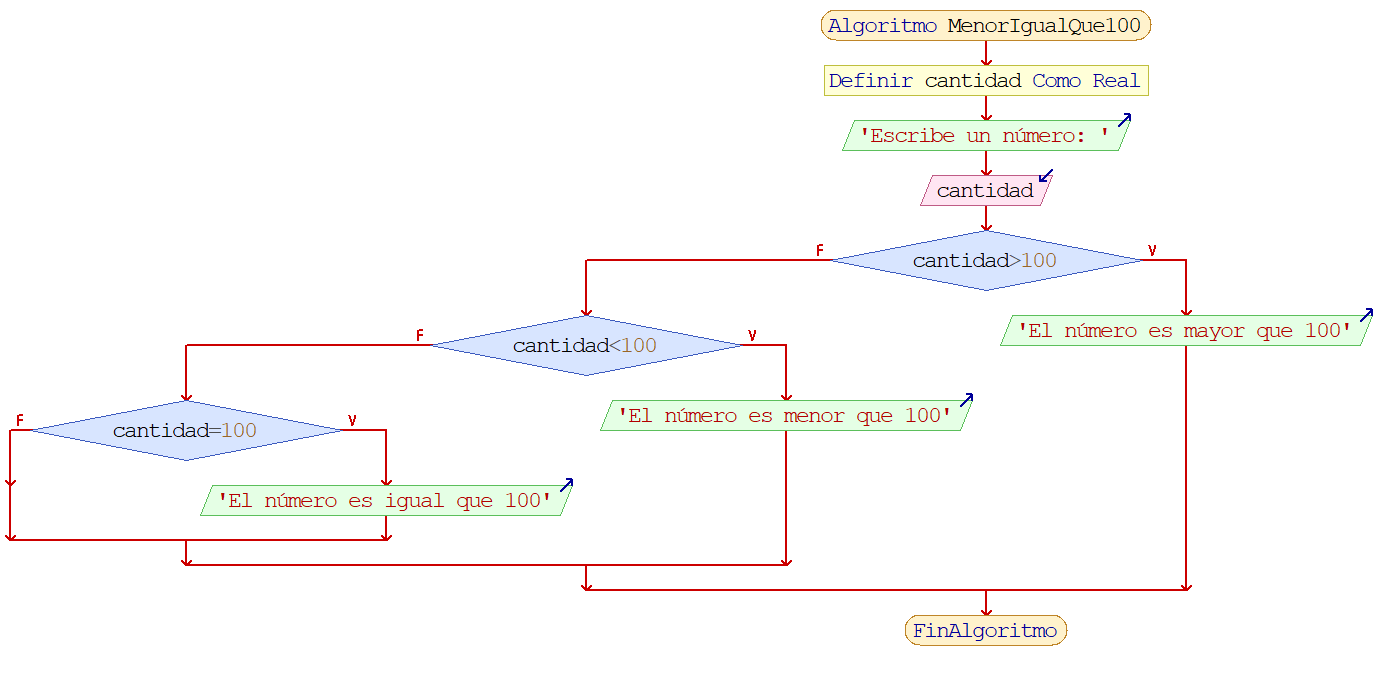 Algoritmo MenorIgualQue100
Definir cantidad Como Real
'Escribe un número: '
cantidad
F
cantidad>100
V
'El número es mayor que 100'
F
cantidad<100
V
'El número es menor que 100'
F
cantidad=100
V
'El número es igual que 100'
FinAlgoritmo